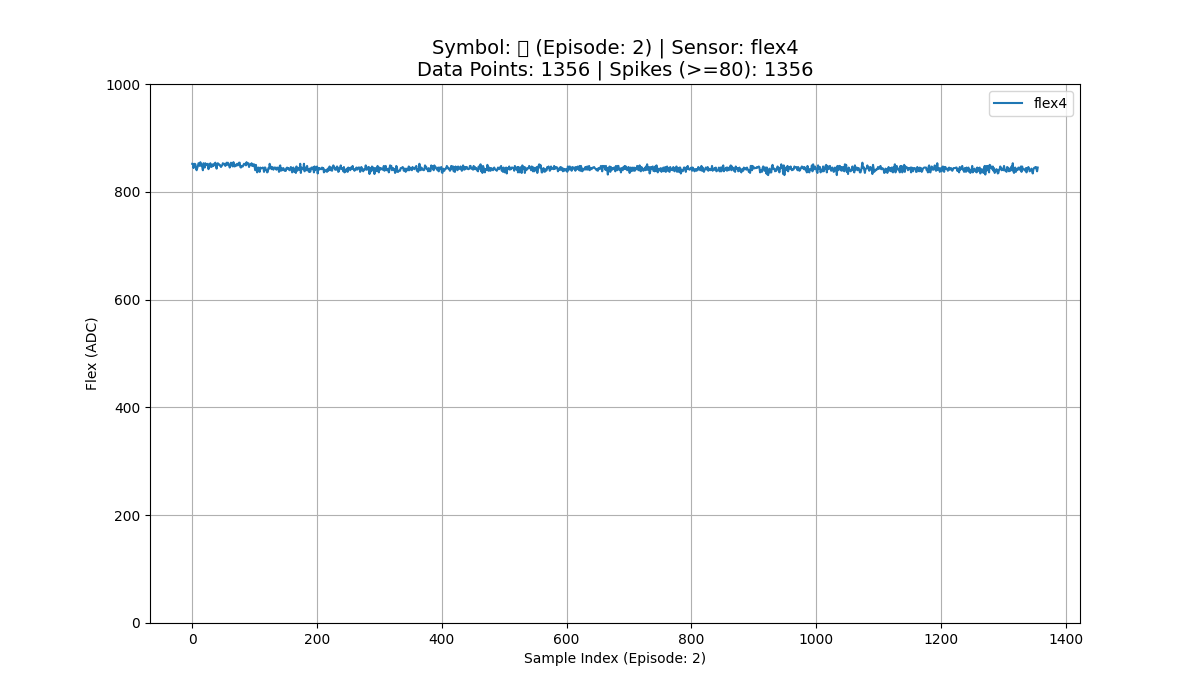 Symbol: (Episode: 2) | Sensor: flex4
Data Points: 1356 | Spikes (>=80): 1356
flex4
1000
800
600
400
200
0
Flex (ADC)
0 200 400 600 800 1000 1200 1400
Sample Index (Episode: 2)